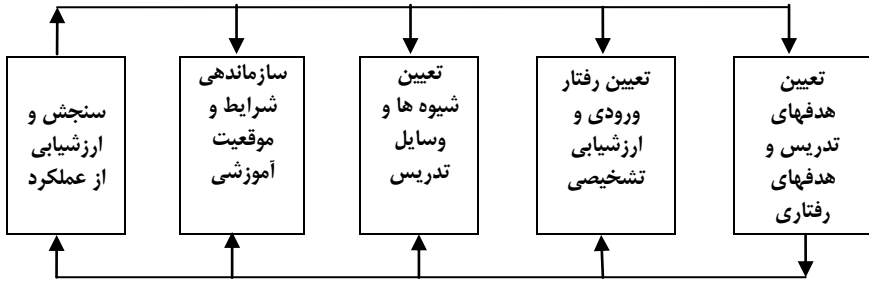 تعیین
هدفهای
تدریس و
هدفهای
رفتاری
تعیین رفتار
ورودی و
ارزشیابی
تشخیصی
تعیین
شیوه ها و
وسایل
تدریس
سازماندهی
شرایط و
موقعیت
آموزشی
سنجش و
ارزشیابی
از عملکرد